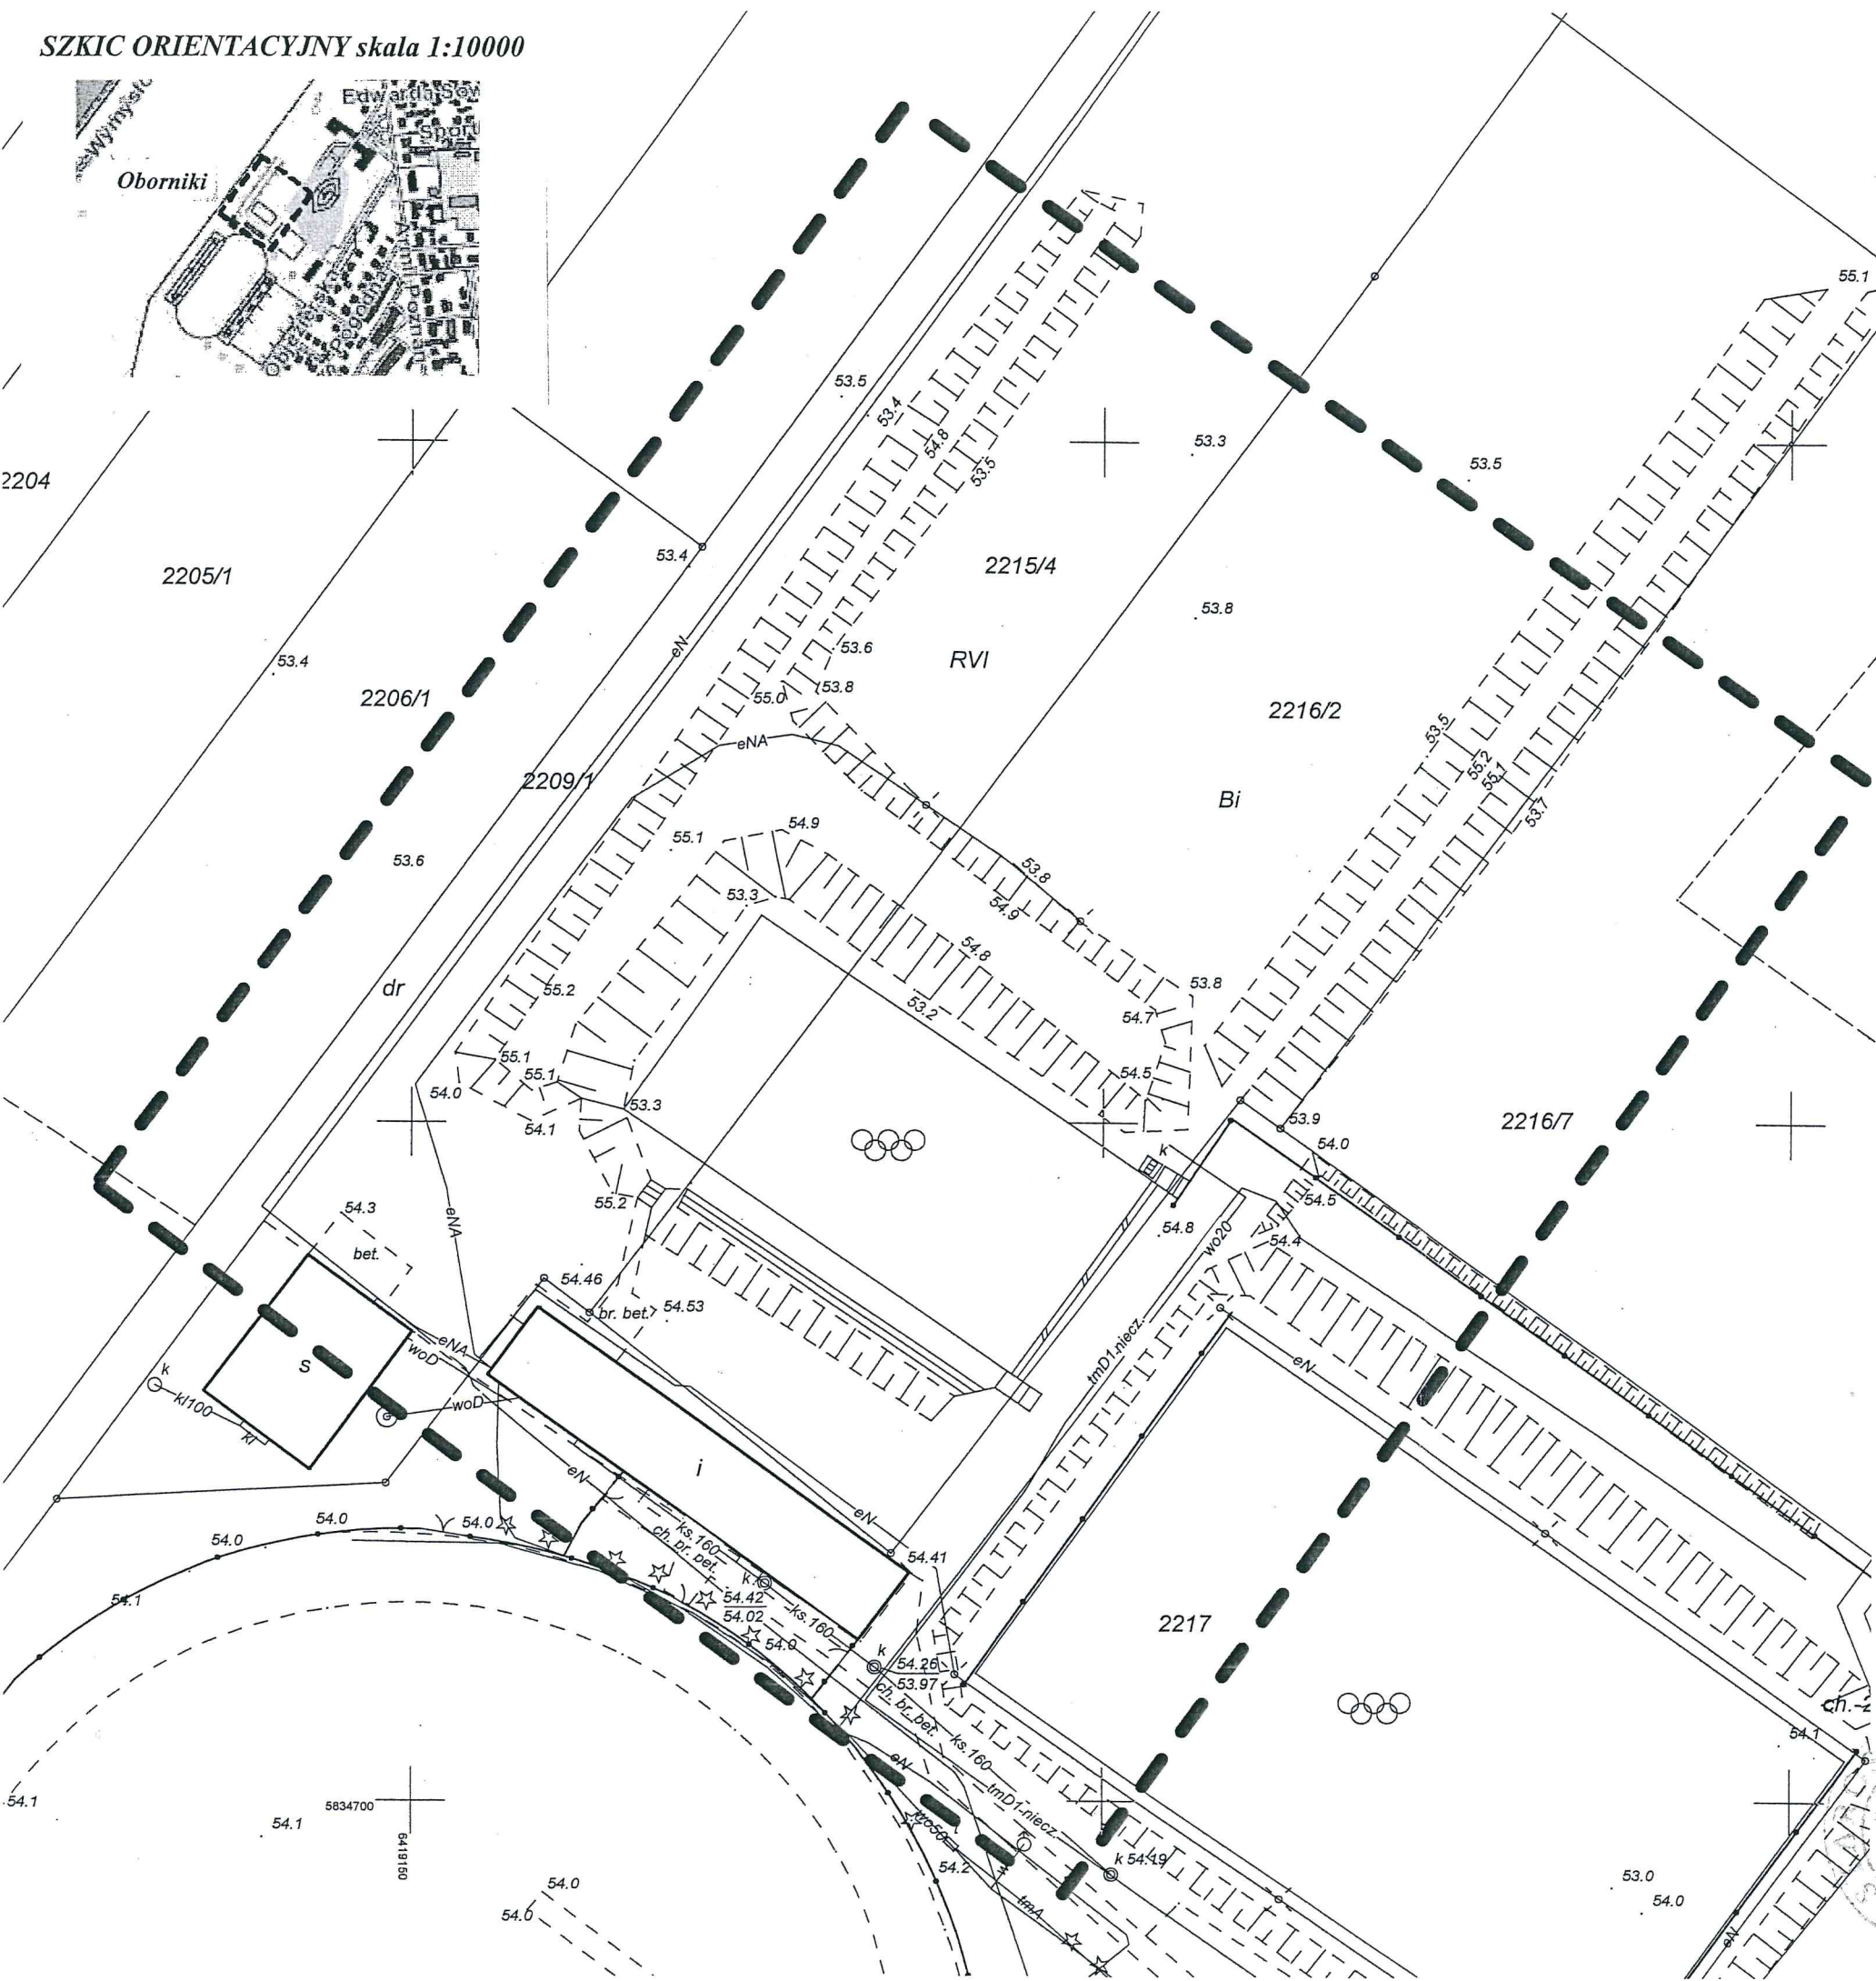 SZKIC ORIENTACYJNY skala 1:10000
Edwarda Sow
Sport
Oborniki
55.1
53.5
53.4
54.8
53.5
53.3
53.5
2204
2205/1
53.4
2215/4
53.8
53.4
eN
53.6
RVI
2206/1
55.0
53.8
2216/2
53.5
eNA
55.2
55.1
2209/1
Bi
53.7
55.1
54.9
53.6
53.8
53.3
54.9
54.8
dr
55.2
53.2
53.8
54.7
55.1
55.1
54.5
54.0
53.3
54.1
53.9
2216/7
54.0
k
55.2
54.5
54.3
eNA
54.8
wo20
54.4
bet.
54.46
br. bet.
54.53
eNA
woD
s
k
kl100
kl
woD
tmD1-niecz.
eN
i
eN
eN
54.0
54.0
54.0
ks.160
ch. br. bet.
54.41
k
54.42
54.02
ks.160
54.1
54.0
k
54.26
53.97
2217
ch. br. bet.
ks.160
ch.-2
54.1
eN
tmD1-niecz.
54.1
5834700
54.1
6419150
wo50
k
w
54.2
k 54.19
tmA
54.0
54.0
53.0
54.0
eN